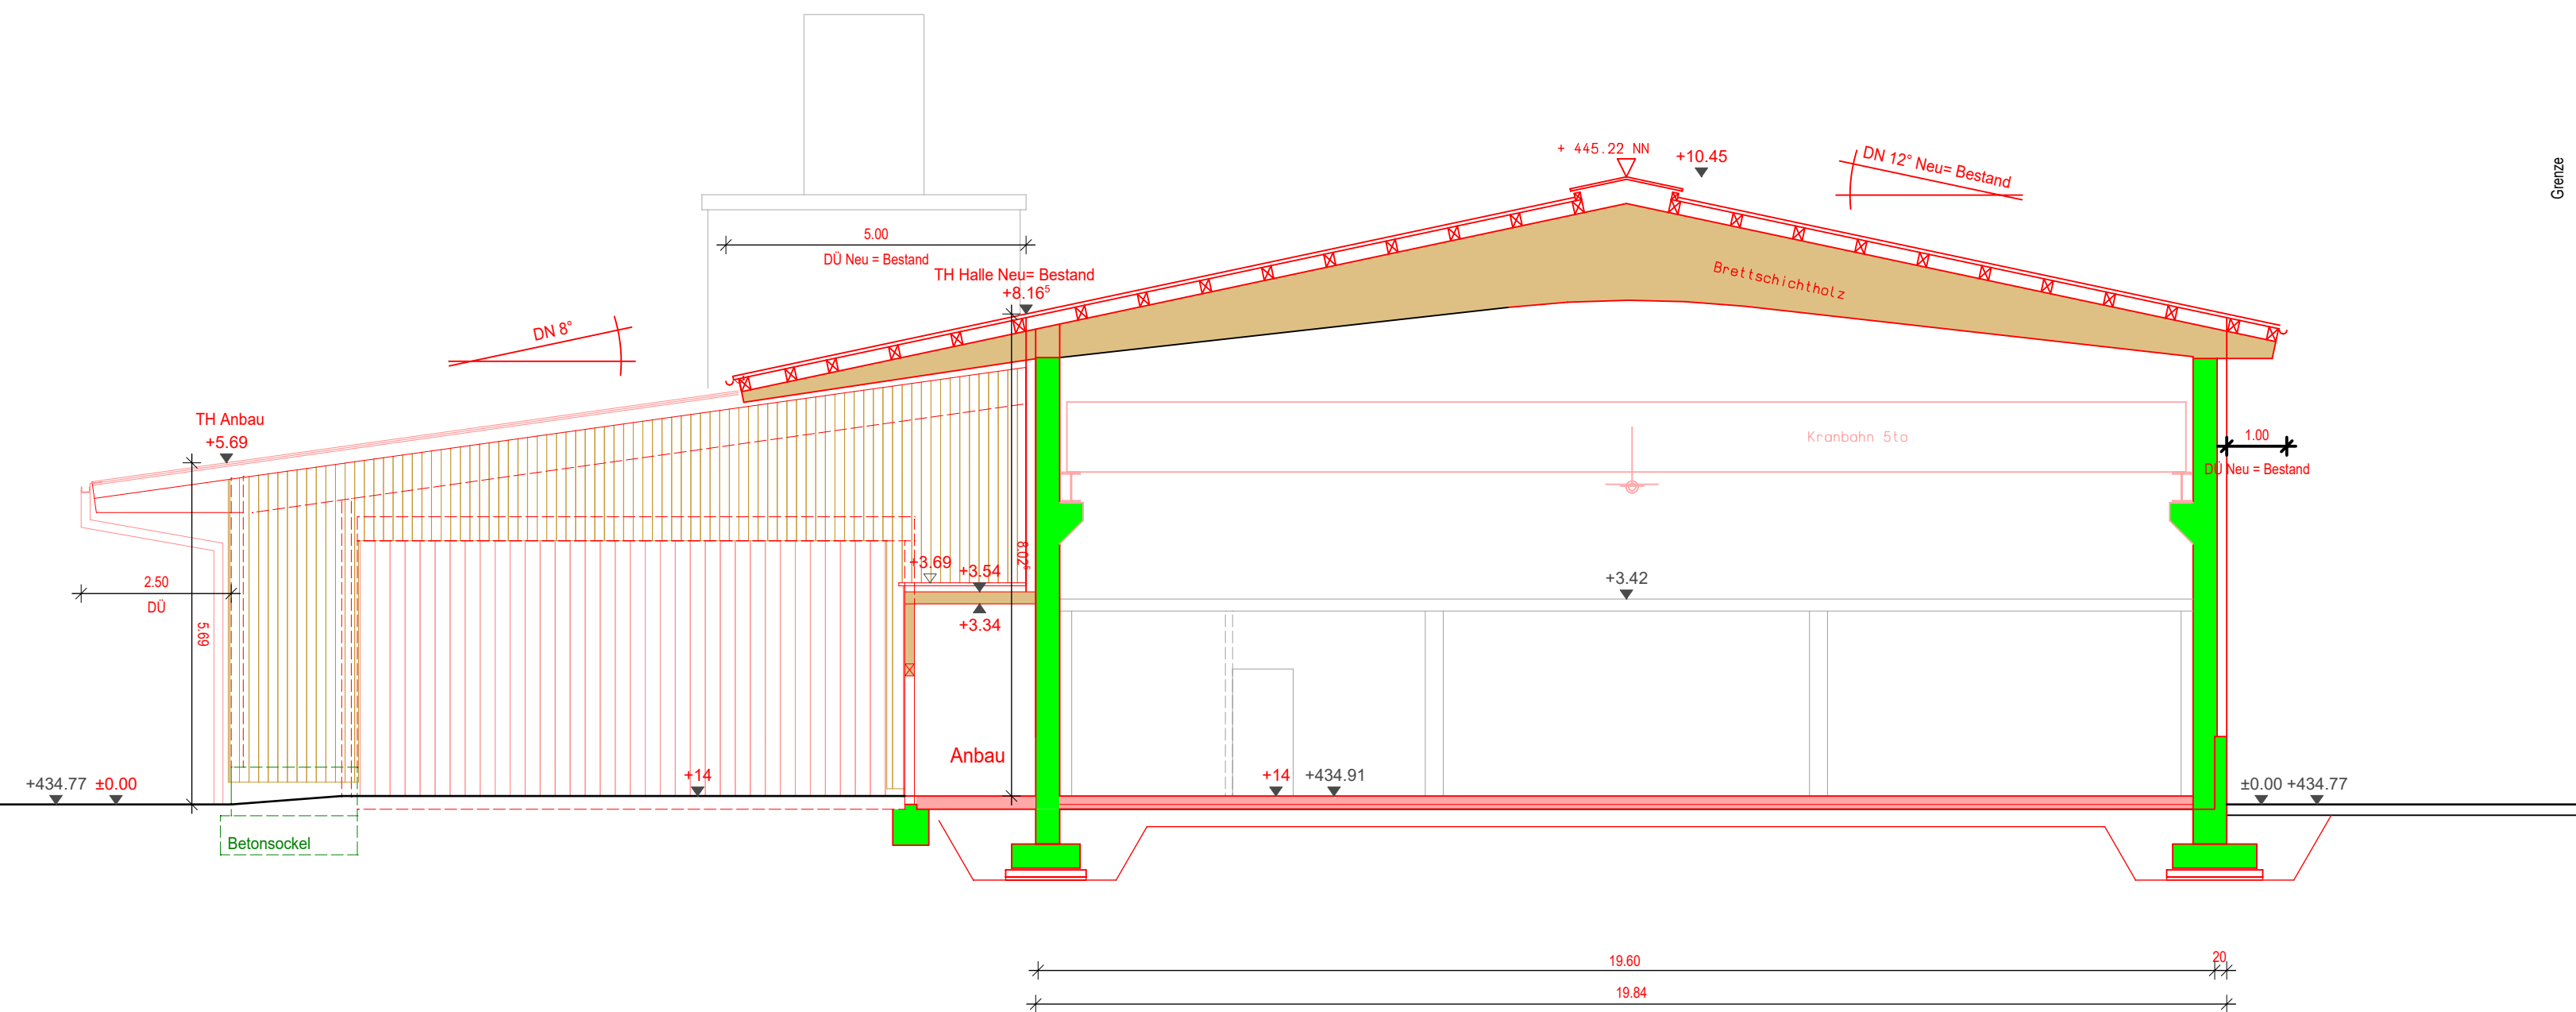 Grenze
+ 445.22 NN
+10.45
DN 12° Neu= Bestand
5.00
DÜ Neu = Bestand
TH Halle Neu= Bestand
+8.16⁵
Brettschichtholz
DN 8°
TH Anbau
+5.69
Kranbahn 5to
1.00
DÜ Neu = Bestand
8.02⁵
+3.69
+3.54
+3.42
2.50
DÜ
+3.34
5.69
Anbau
+434.77 ±0.00
+14
+14 +434.91
±0.00 +434.77
Betonsockel
19.60
20
19.84